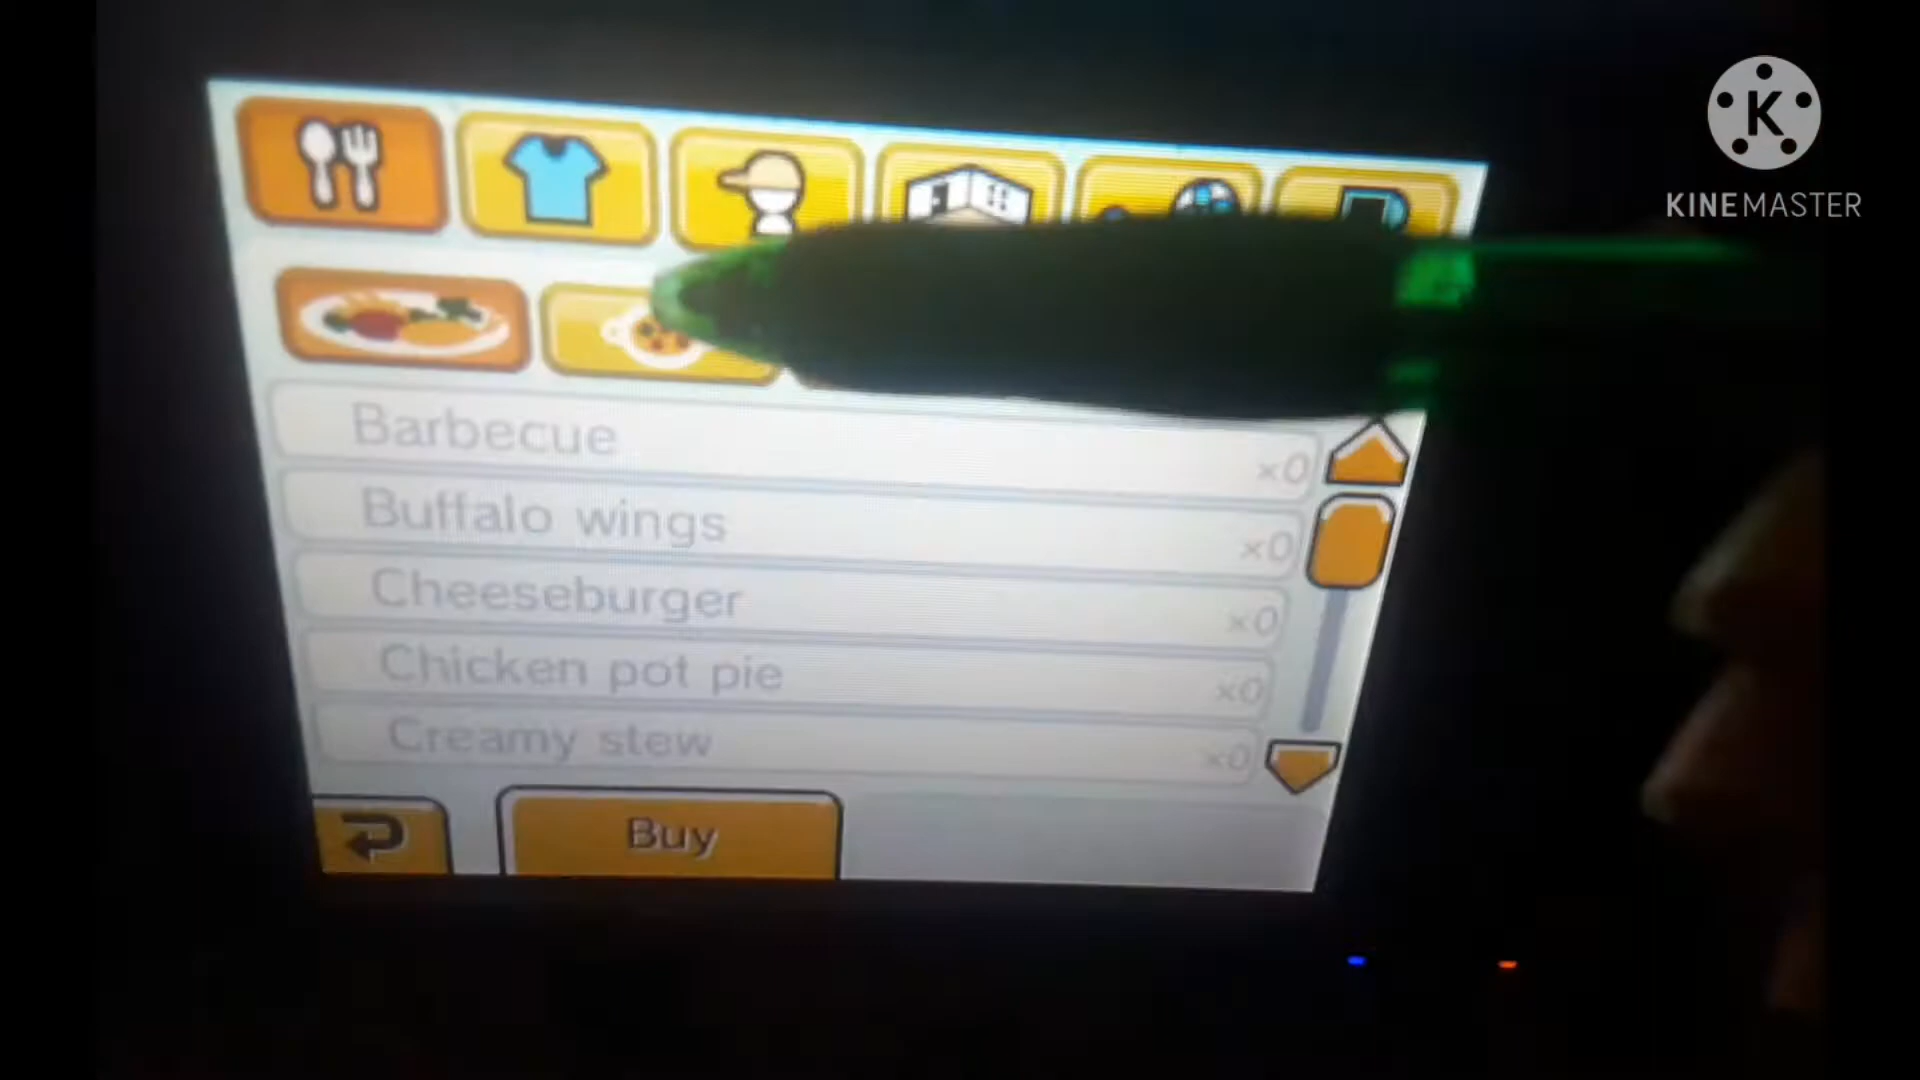 K
KINEMASTER
Barbecue ×0
Buffalo wings ×0
Cheeseburger ×0
Chicken pot pie ×0
Creamy stew ×0
Buy